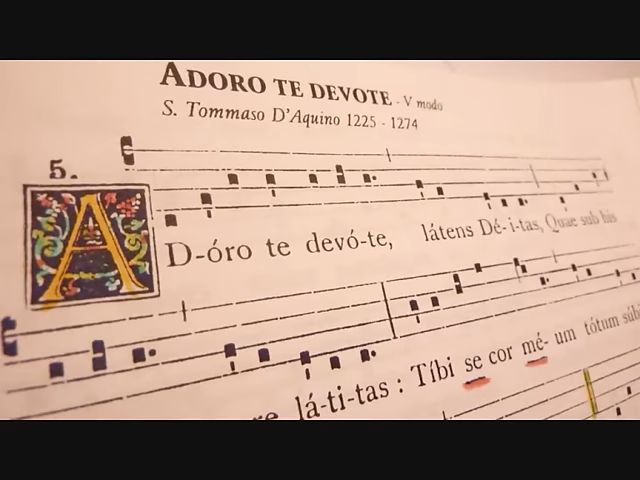 ADORO TE DEVOTE - V modo
S. Tommaso D'Aquino 1225 - 1274
5.
AD-óro te devó-te, látens Dé-i-tas, Quae sub his
lá-ti-tas : Tíbi se cor mé-um tótum